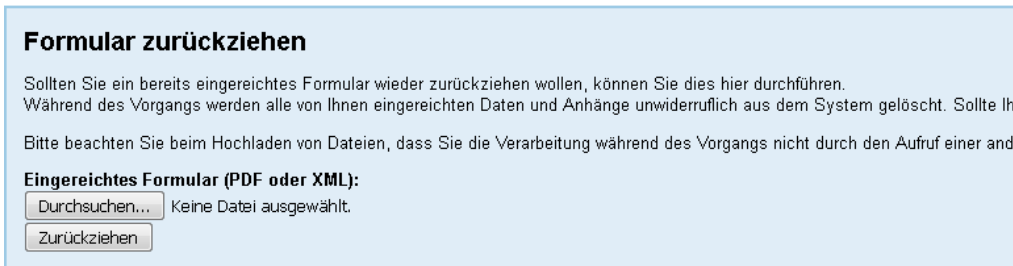 Formular zurückziehen
Sollten Sie ein bereits eingereichtes Formular wieder zurückziehen wollen, können Sie dies hier durchführen.
Während des Vorgangs werden alle von Ihnen eingereichten Daten und Anhänge unwiderruflich aus dem System gelöscht. Sollte Ih
Bitte beachten Sie beim Hochladen von Dateien, dass Sie die Verarbeitung während des Vorgangs nicht durch den Aufruf einer and
Eingereichtes Formular (PDF oder XML):
Durchsuchen... Keine Datei ausgewählt.
Zurückziehen